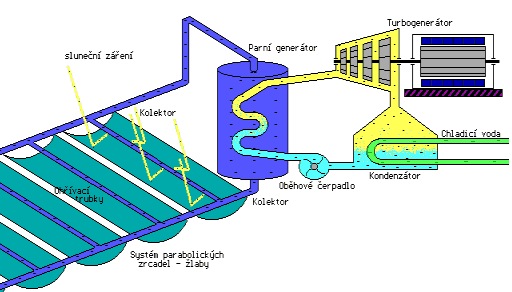 Turbogenerátor
Parní generátor
sluneční záření
Kolektor
Chladicí voda
Kondenzátor
Oběhové čerpadlo
Ohřívací
trubky
Kolektor
Systém parabolických
zrcadel - žlaby